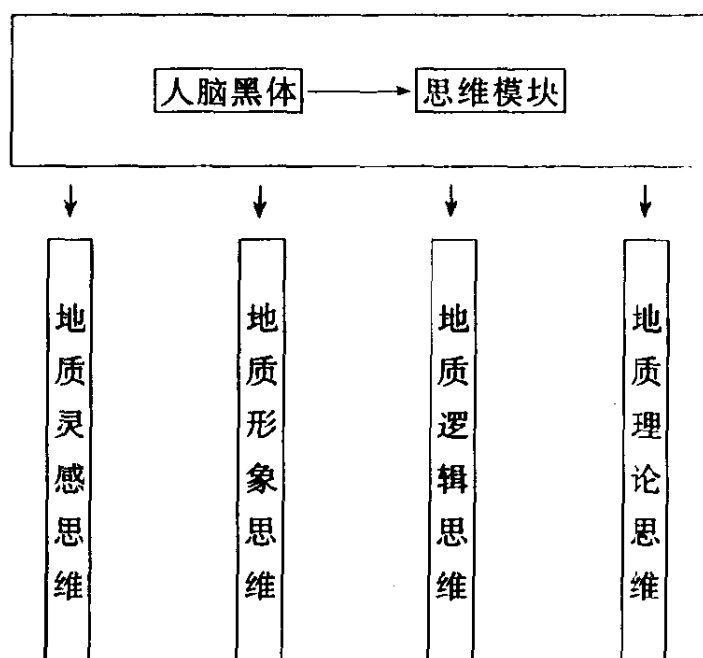 人脑黑体
思维模块
地质灵感思维
地质形象思维
地质逻辑思维
地质理论思维